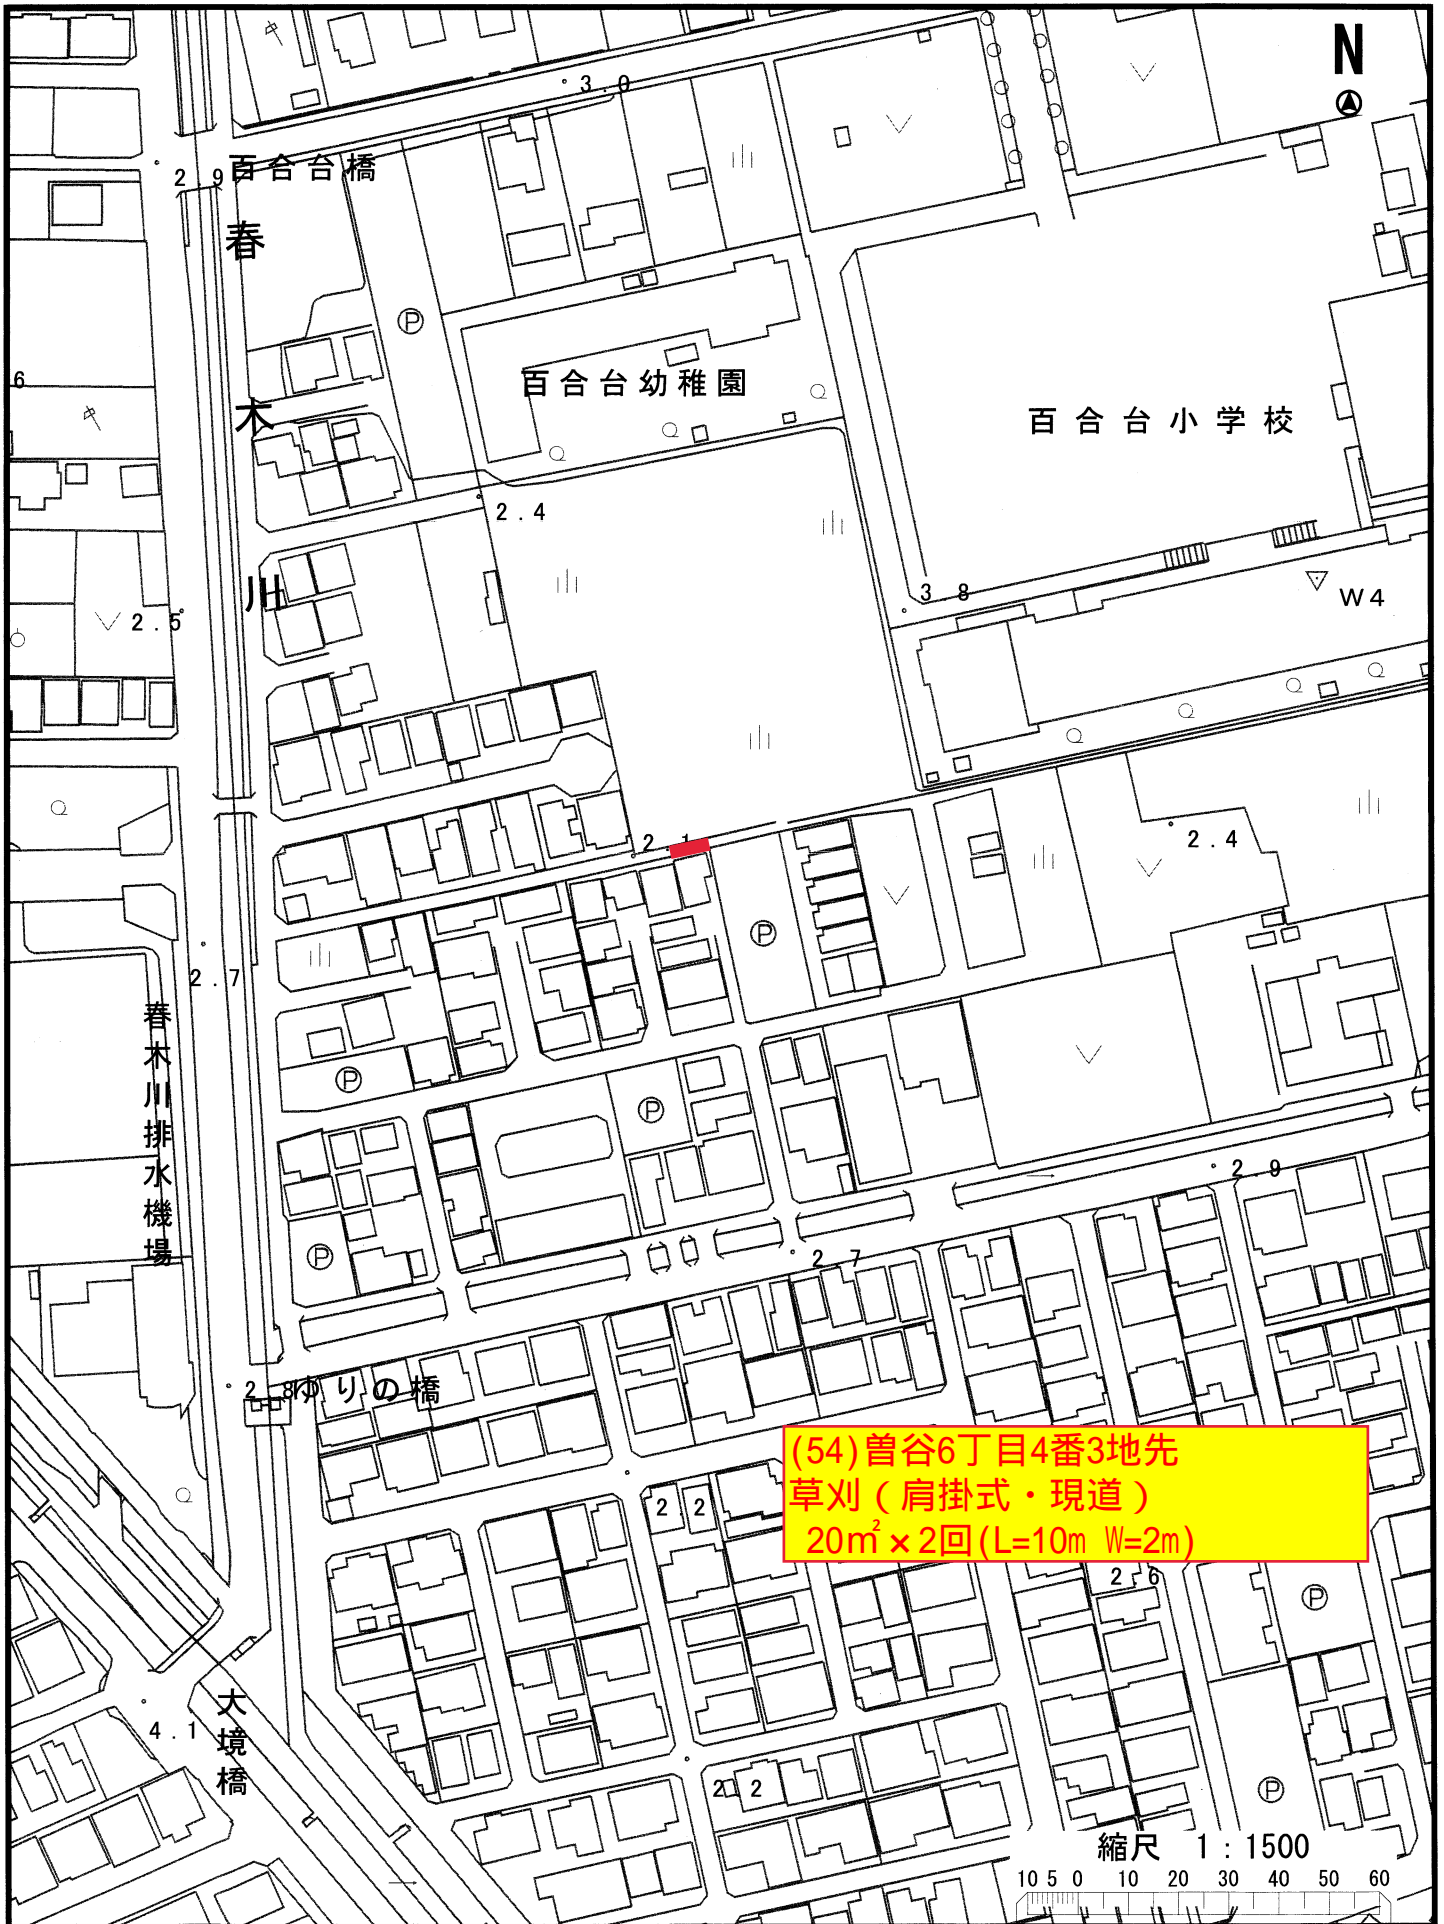 N
3.0
2.9
百合台橋
春木川
P
6
百合台幼稚園
百合台小学校
2.4
2.5
3.8
W4
2.1
2.4
P
2.7
春木川排水機場
P
P
2.9
P
2.7
2.8
ゆりの橋
(54)曽谷6丁目4番3地先
草刈（肩掛式・現道）
20㎡×2回(L=10m W=2m)
2.2
2.6
P
大境橋
4.1
2.2
P
縮尺 1:1500
10 5 0 10 20 30 40 50 60